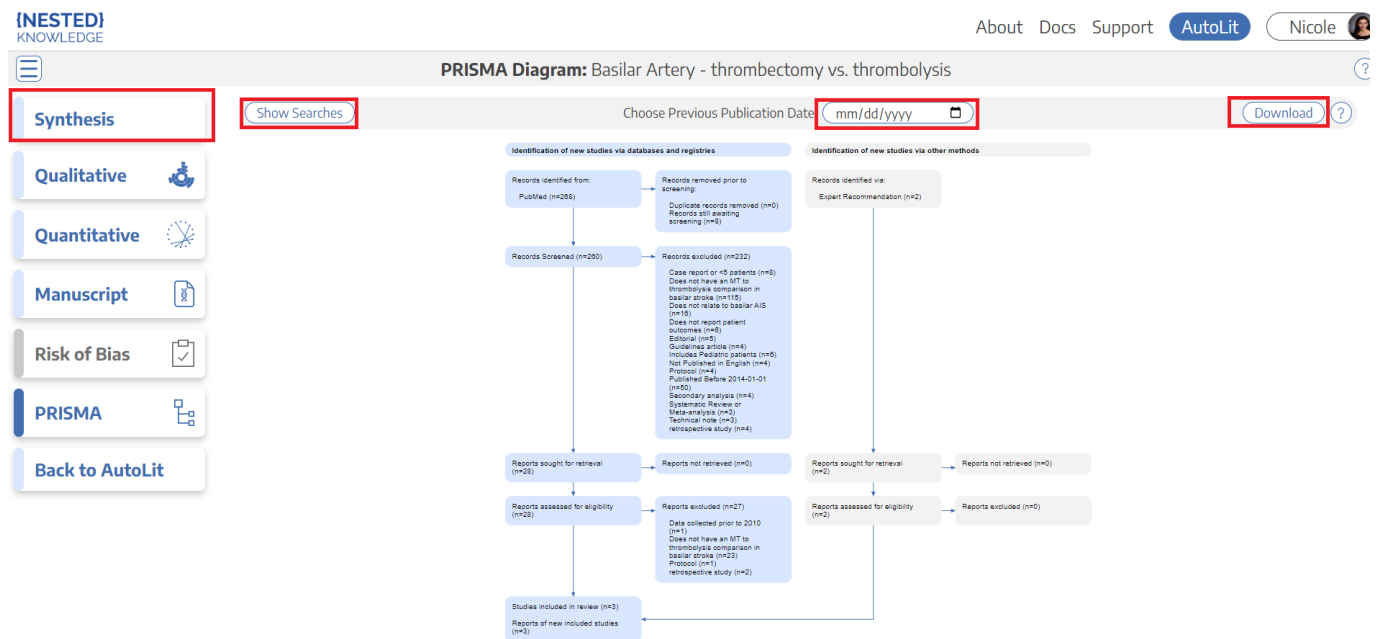 {NESTED}
KNOWLEDGE
About Docs Support AutoLit Nicole
PRISMA Diagram: Basilar Artery - thrombectomy vs. thrombolysis
?
Synthesis
Qualitative
Quantitative
Manuscript
Risk of Bias
PRISMA
Back to AutoLit
Show Searches
Choose Previous Publication Date
mm/dd/yyyy
Download
?
Identification of new studies via databases and registries
Identification of new studies via other methods
Records identified from:
PubMed (n=268)
Records removed prior to
screening:
Duplicate records removed (n=0)
Records still awaiting
screening (n=8)
Records identified via:
Expert Recommendation (n=2)
Records Screened (n=260)
Records excluded (n=232)
Case report or <5 patients (n=8)
Does not have an MT to
thrombolysis comparison in
basilar stroke (n=115)
Does not relate to basilar AIS
(n=16)
Does not report patient
outcomes (n=6)
Editorial (n=5)
Guidelines article (n=4)
Includes Pediatric patients (n=6)
Not Published in English (n=4)
Protocol (n=4)
Published Before 2014-01-01
(n=50)
Secondary analysis (n=4)
Systematic Review or
Meta-analysis (n=3)
Technical note (n=3)
retrospective study (n=4)
Reports sought for retrieval
(n=28)
Reports not retrieved (n=0)
Reports sought for retrieval
(n=2)
Reports not retrieved (n=0)
Reports assessed for eligibility
(n=28)
Reports excluded (n=27)
Data collected prior to 2010
(n=1)
Does not have an MT to
thrombolysis comparison in
basilar stroke (n=23)
Protocol (n=1)
retrospective study (n=2)
Reports assessed for eligibility
(n=2)
Reports excluded (n=0)
Studies included in review (n=3)
Reports of new included studies
(n=3)